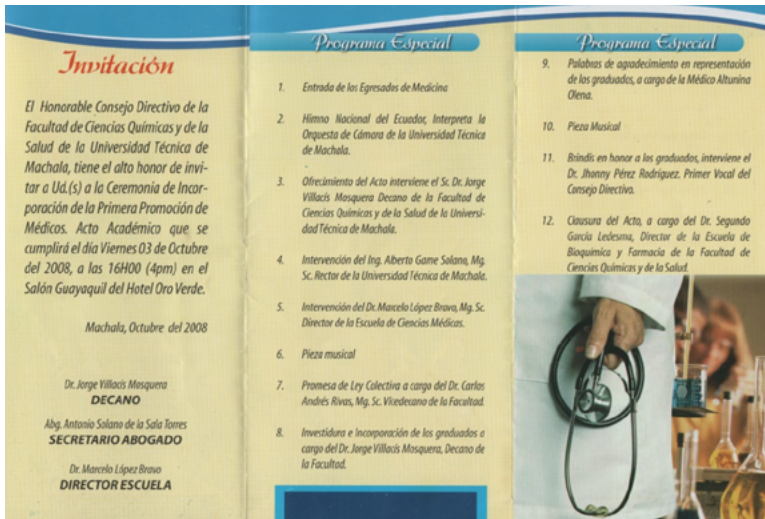 Invitación
El Honorable Consejo Directivo de la
Facultad de Ciencias Químicas y de la
Salud de la Universidad Técnica de
Machala, tiene el alto honor de invi-
tar a Ud.(s) a la Ceremonia de Incor-
poración de la Primera Promoción de
Médicos. Acto Académico que se
cumplirá el día Viernes 03 de Octubre
del 2008, a las 16H00 (4pm) en el
Salón Guayaquil del Hotel Oro Verde.
Machala, Octubre del 2008
Dr. Jorge Villacís Mosquera
DECANO
Abg. Antonio Solano de la Sala Torres
SECRETARIO ABOGADO
Dr. Marcelo López Bravo
DIRECTOR ESCUELA
Programa Especial
1. Entrada de los Egresados de Medicina
2. Himno Nacional del Ecuador, Interpreta la
Orquesta de Cámara de la Universidad Técnica
de Machala.
3. Ofrecimiento del Acto interviene el Sr. Dr. Jorge
Villacís Mosquera Decano de la Facultad de
Ciencias Químicas y de la Salud de la Universi-
dad Técnica de Machala.
4. Intervención del Ing. Alberto Game Solano, Mg.
Sc. Rector de la Universidad Técnica de Machala.
5. Intervención del Dr. Marcelo López Bravo, Mg. Sc.
Director de la Escuela de Ciencias Médicas.
6. Pieza musical
7. Promesa de Ley Colectiva a cargo del Dr. Carlos
Andrés Rivas, Mg. Sc. Vicedecano de la Facultad.
8. Investidura e Incorporación de los graduados a
cargo del Dr. Jorge Villacís Mosquera, Decano de
la Facultad.
Programa Especial
9. Palabras de agradecimiento en representación
de los graduados, a cargo de la Médico Altunina
Olena.
10. Pieza Musical
11. Brindis en honor a los graduados, interviene el
Dr. Jhonny Pérez Rodríguez. Primer Vocal del
Consejo Directivo.
12. Clausura del Acto, a cargo del Dr. Segundo
García Ledesma, Director de la Escuela de
Bioquímica y Farmacia de la Facultad de
Ciencias Químicas y de la Salud.